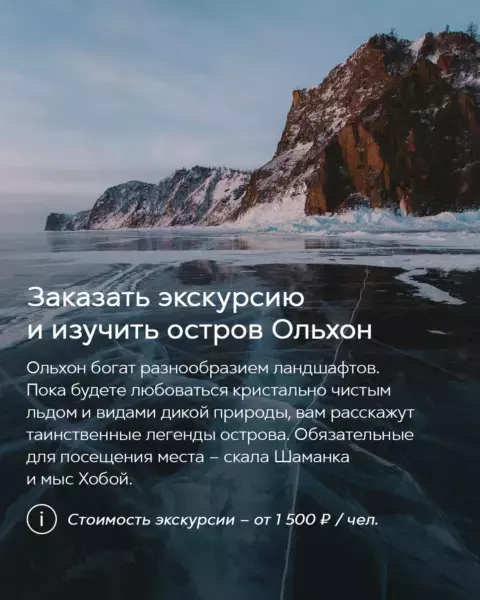 Заказать экскурсию
и изучить остров Ольхон
Ольхон богат разнообразием ландшафтов.
Пока будете любоваться кристально чистым
льдом и видами дикой природы, вам расскажут
таинственные легенды острова. Обязательные
для посещения места – скала Шаманка
и мыс Хобой.
i Стоимость экскурсии – от 1 500 ₽ / чел.